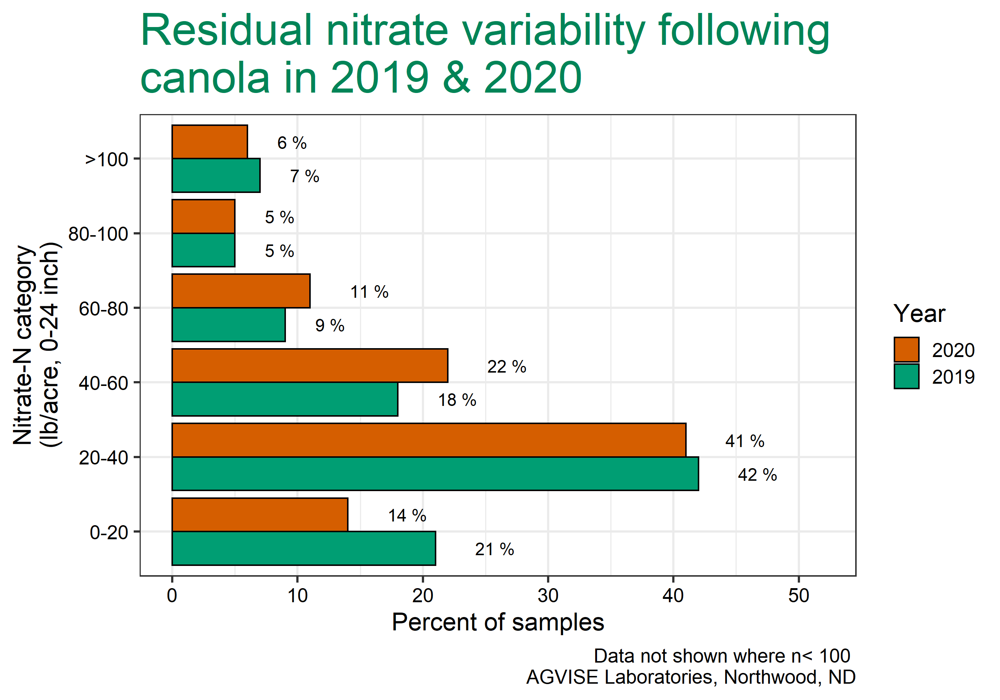 Residual nitrate variability following
canola in 2019 & 2020
Nitrate-N category
(lb/acre, 0-24 inch)
>100
6 %
7 %
80-100
5 %
5 %
60-80
11 %
9 %
40-60
22 %
18 %
20-40
41 %
42 %
0-20
14 %
21 %
0 10 20 30 40 50
Percent of samples
Year
2020
2019
Data not shown where n< 100
AGVISE Laboratories, Northwood, ND